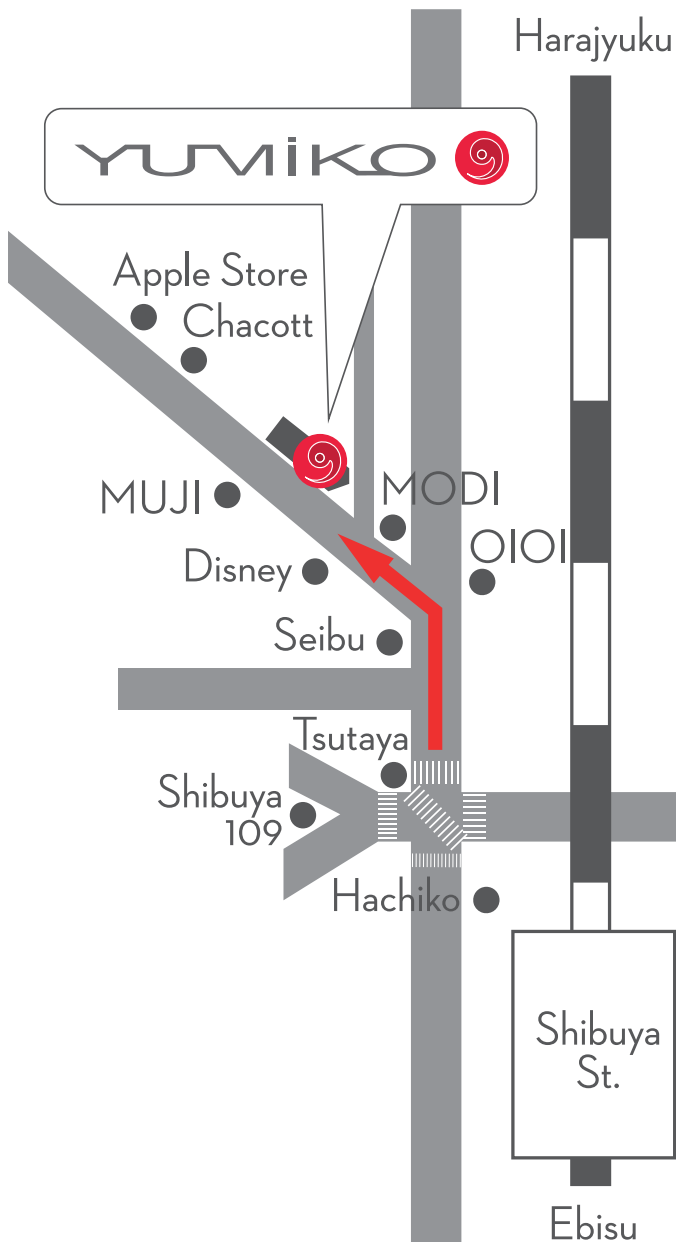 Harajyuku
YUMiKO
Apple Store
Chacott
MUJI
MODI
OIOI
Disney
Seibu
Tsutaya
Shibuya
109
Hachiko
Shibuya
St.
Ebisu